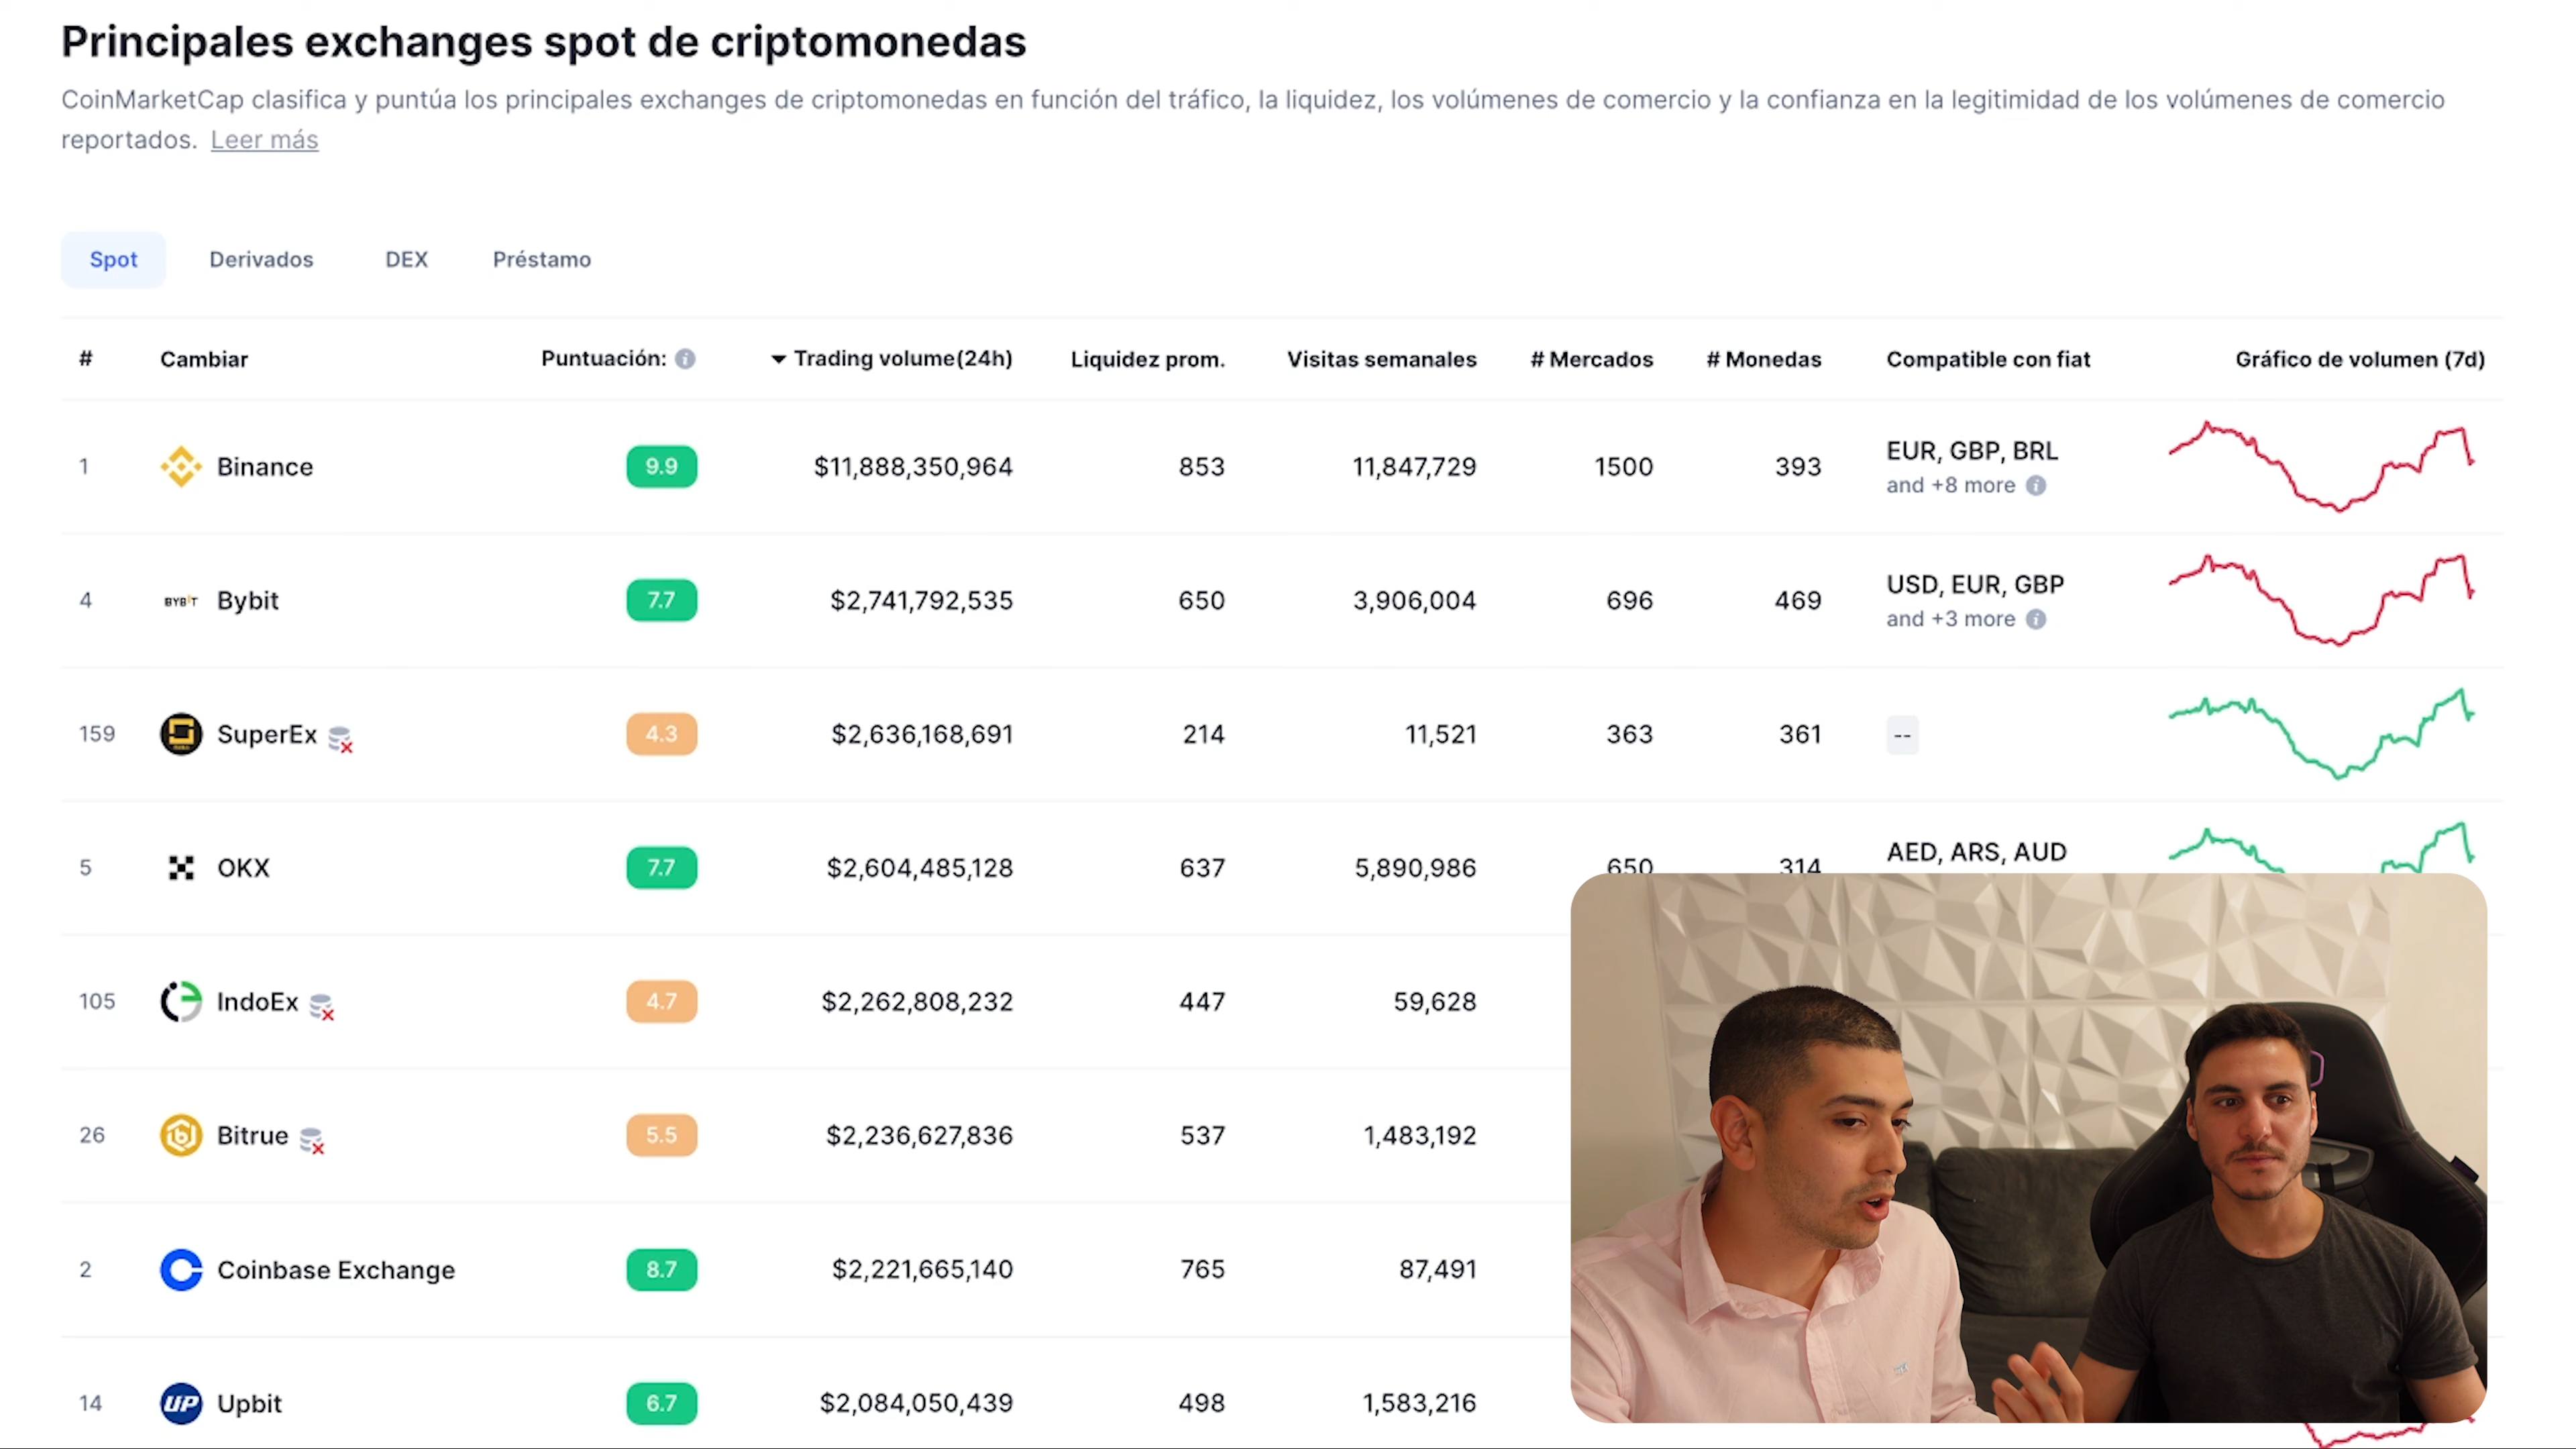 Principales exchanges spot de criptomonedas
CoinMarketCap clasifica y puntúa los principales exchanges de criptomonedas en función del tráfico, la liquidez, los volúmenes de comercio y la confianza en la legitimidad de los volúmenes de comercio
reportados. Leer más
Spot Derivados DEX Préstamo
# Cambiar Puntuación: Trading volume(24h) Liquidez prom. Visitas semanales # Mercados # Monedas Compatible con fiat Gráfico de volumen (7d)
1 Binance 9.9 $11,888,350,964 853 11,847,729 1500 393 EUR, GBP, BRL
and +8 more
4 BYBIT Bybit 7.7 $2,741,792,535 650 3,906,004 696 469 USD, EUR, GBP
and +3 more
159 SuperEx 4.3 $2,636,168,691 214 11,521 363 361 --
5 OKX 7.7 $2,604,485,128 637 5,890,986 650 314 AED, ARS, AUD
105 IndoEx 4.7 $2,262,808,232 447 59,628
26 Bitrue 5.5 $2,236,627,836 537 1,483,192
2 Coinbase Exchange 8.7 $2,221,665,140 765 87,491
14 UP Upbit 6.7 $2,084,050,439 498 1,583,216